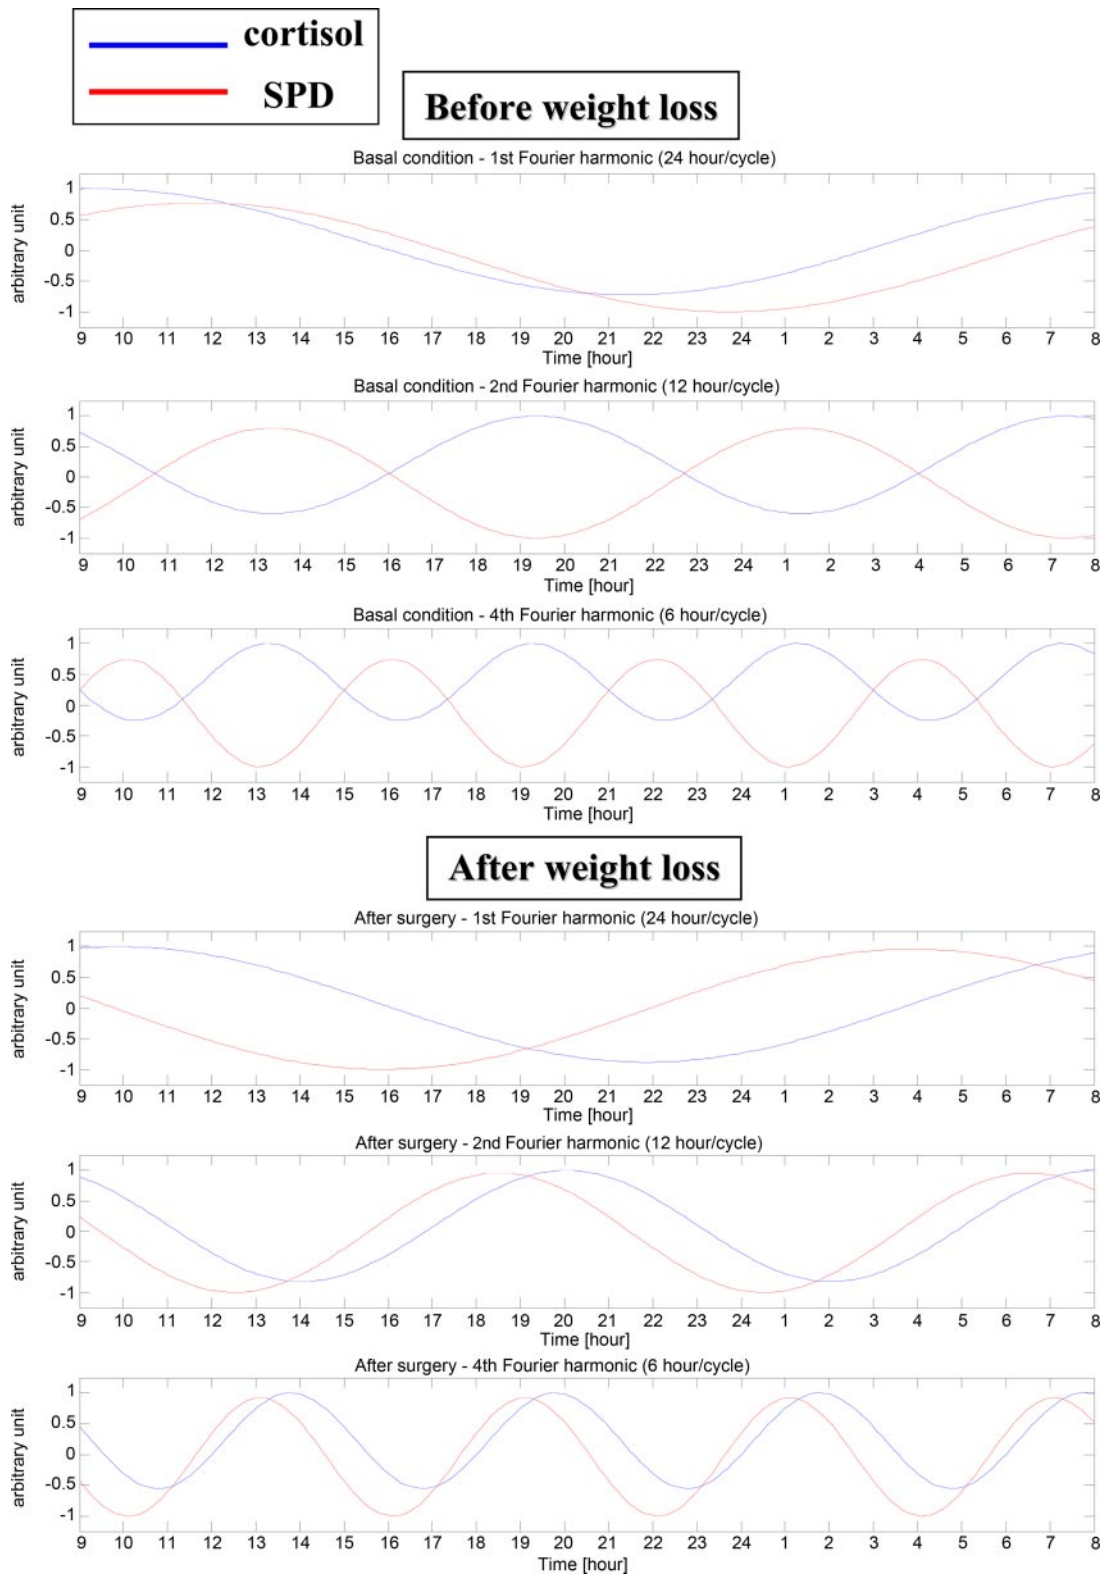 cortisol
SPD
Before weight loss
Basal condition - 1st Fourier harmonic (24 hour/cycle)
arbitrary unit
1
0.5
0
-0.5
-1
9 10 11 12 13 14 15 16 17 18 19 20 21 22 23 24 1 2 3 4 5 6 7 8
Time [hour]
Basal condition - 2nd Fourier harmonic (12 hour/cycle)
arbitrary unit
1
0.5
0
-0.5
-1
9 10 11 12 13 14 15 16 17 18 19 20 21 22 23 24 1 2 3 4 5 6 7 8
Time [hour]
Basal condition - 4th Fourier harmonic (6 hour/cycle)
arbitrary unit
1
0.5
0
-0.5
-1
9 10 11 12 13 14 15 16 17 18 19 20 21 22 23 24 1 2 3 4 5 6 7 8
Time [hour]
After weight loss
After surgery - 1st Fourier harmonic (24 hour/cycle)
arbitrary unit
1
0.5
0
-0.5
-1
9 10 11 12 13 14 15 16 17 18 19 20 21 22 23 24 1 2 3 4 5 6 7 8
Time [hour]
After surgery - 2nd Fourier harmonic (12 hour/cycle)
arbitrary unit
1
0.5
0
-0.5
-1
9 10 11 12 13 14 15 16 17 18 19 20 21 22 23 24 1 2 3 4 5 6 7 8
Time [hour]
After surgery - 4th Fourier harmonic (6 hour/cycle)
arbitrary unit
1
0.5
0
-0.5
-1
9 10 11 12 13 14 15 16 17 18 19 20 21 22 23 24 1 2 3 4 5 6 7 8
Time [hour]